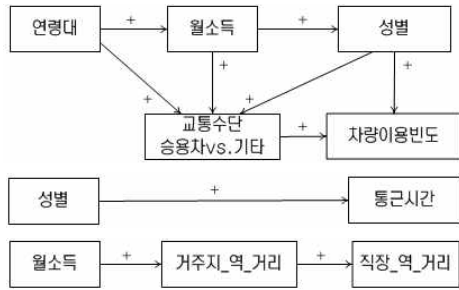 연령대
+
월소득
+
성별
+
+
+
+
교통수단
승용차vs.기타
+
차량이용빈도
성별
+
통근시간
월소득
+
거주지_역_거리
+
직장_역_거리